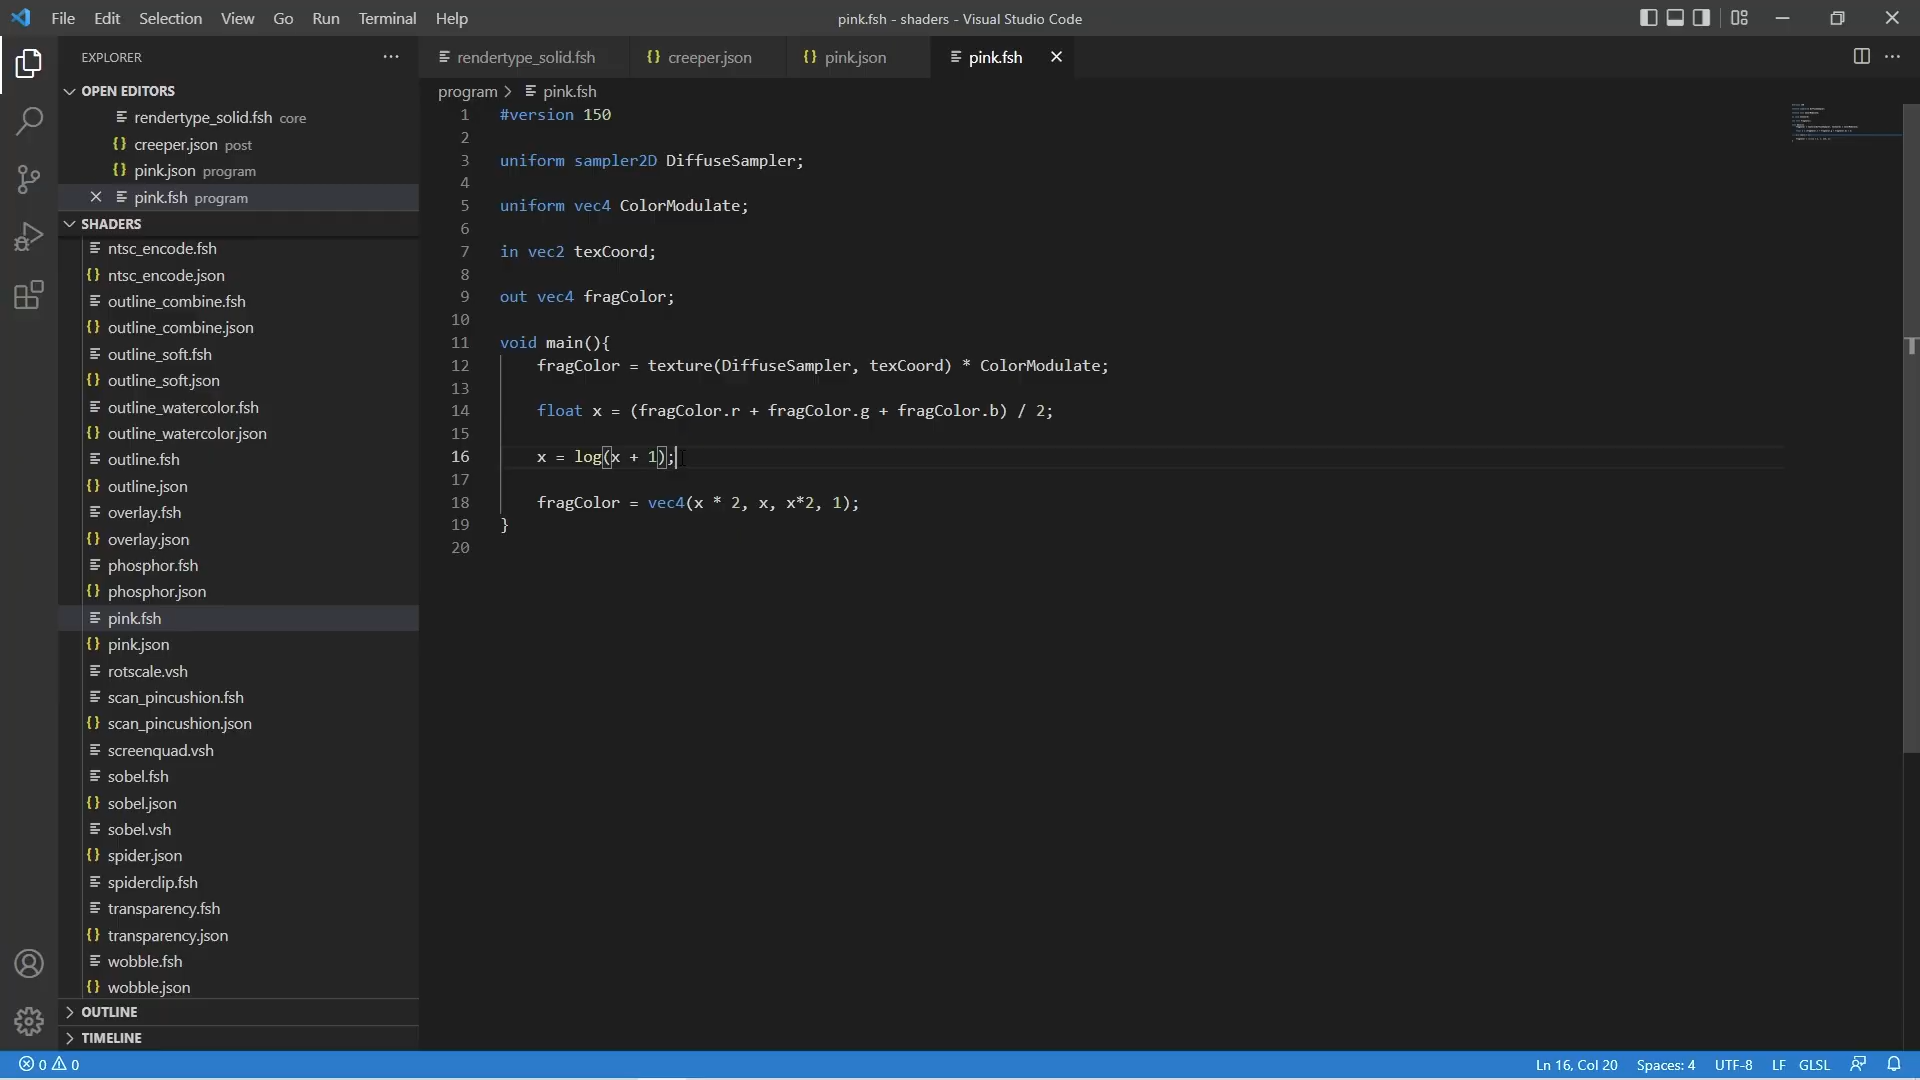 File Edit Selection View Go Run Terminal Help
pink.fsh - shaders - Visual Studio Code
EXPLORER
OPEN EDITORS
rendertype_solid.fsh core
creeper.json post
pink.json program
pink.fsh program
SHADERS
ntsc_encode.fsh
ntsc_encode.json
outline_combine.fsh
outline_combine.json
outline_soft.fsh
outline_soft.json
outline_watercolor.fsh
outline_watercolor.json
outline.fsh
outline.json
overlay.fsh
overlay.json
phosphor.fsh
phosphor.json
pink.fsh
pink.json
rotscale.vsh
scan_pincushion.fsh
scan_pincushion.json
screenquad.vsh
sobel.fsh
sobel.json
sobel.vsh
spider.json
spiderclip.fsh
transparency.fsh
transparency.json
wobble.fsh
wobble.json
OUTLINE
TIMELINE
rendertype_solid.fsh creeper.json pink.json pink.fsh
program > pink.fsh
1 #version 150
2
3 uniform sampler2D DiffuseSampler;
4
5 uniform vec4 ColorModulate;
6
7 in vec2 texCoord;
8
9 out vec4 fragColor;
10
11 void main(){
12 fragColor = texture(DiffuseSampler, texCoord) * ColorModulate;
13
14 float x = (fragColor.r + fragColor.g + fragColor.b) / 2;
15
16 x = log(x + 1);
17
18 fragColor = vec4(x * 2, x, x*2, 1);
19 }
20
0 0
Ln 16, Col 20 Spaces: 4 UTF-8 LF GLSL